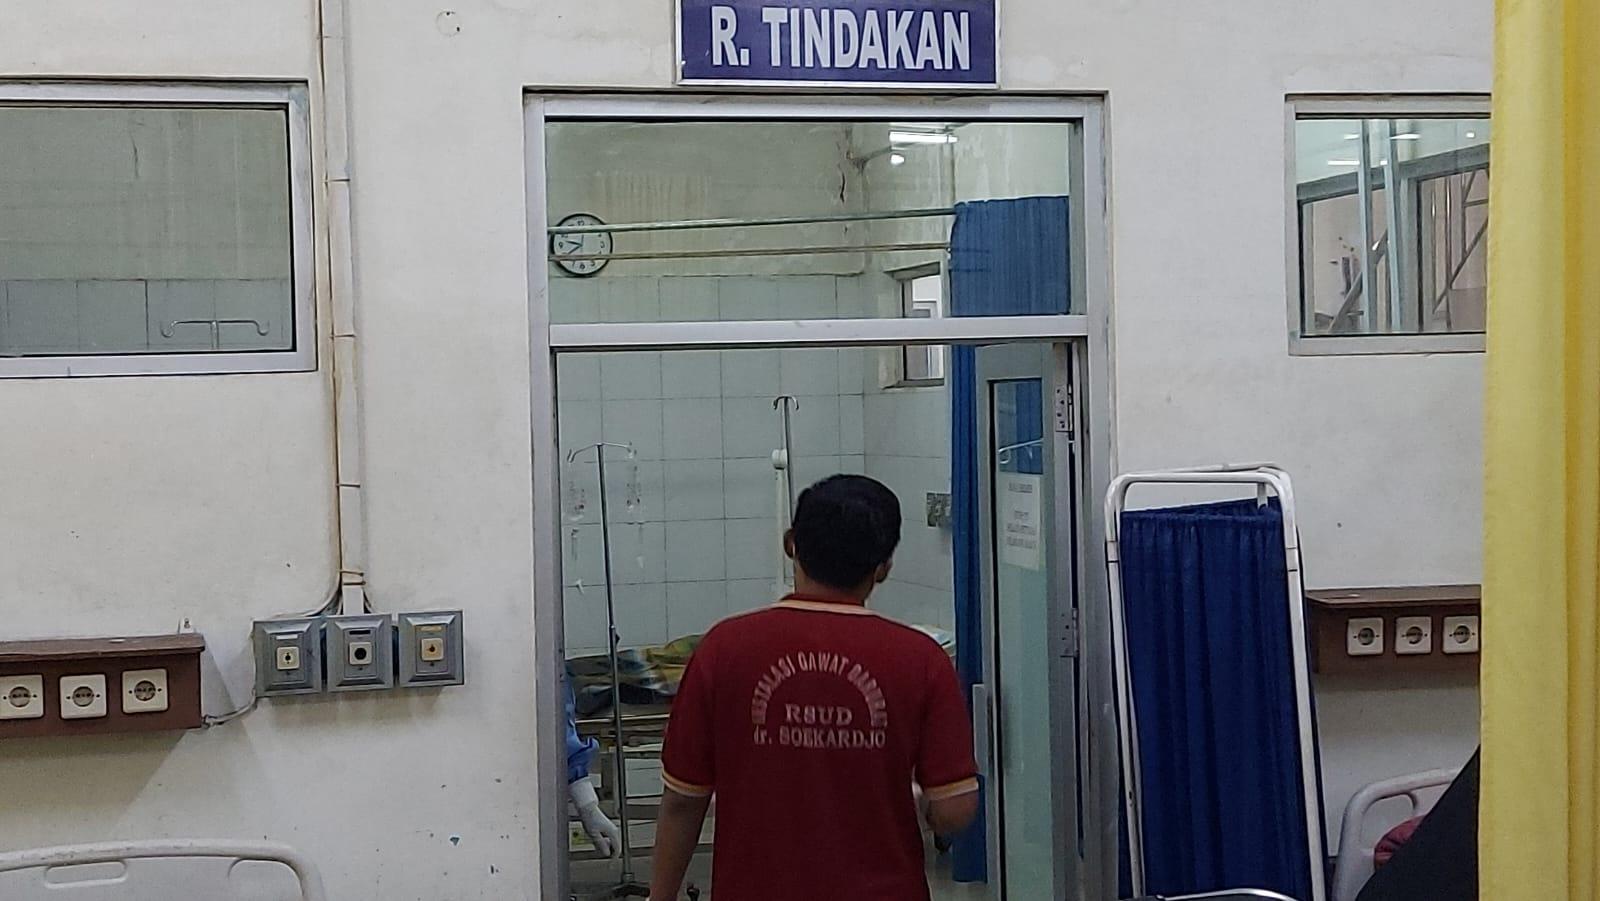 R. TINDAKAN
INSTALASI GAWAT DARURAT
RSUD
dr. SOEKARDJO